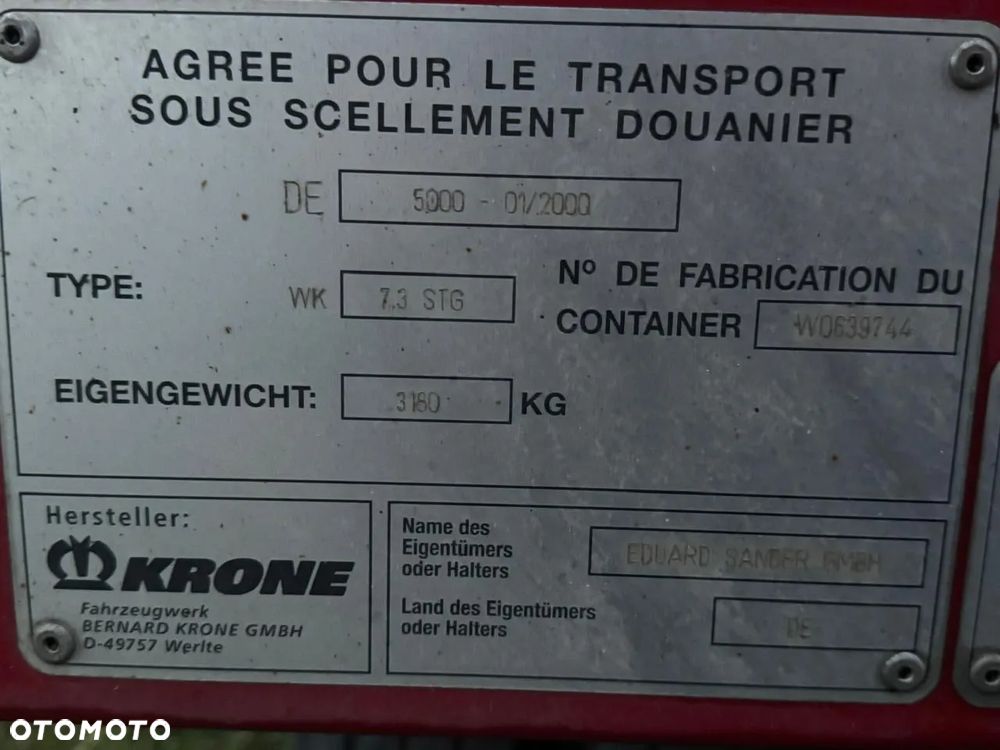 AGREE POUR LE TRANSPORT
SOUS SCELLEMENT DOUANIER
DE 5000 - 01/2000
TYPE: WK 7.3 STG
Nº DE FABRICATION DU
CONTAINER W0639744
EIGENGEWICHT: 3180 KG
Hersteller:
KRONE
Fahrzeugwerk
BERNARD KRONE GMBH
D-49757 Werlte
Name des
Eigentümers
oder Halters
EDUARD SANDER GMBH
Land des Eigentümers
oder Halters
DE
OTOMOTO